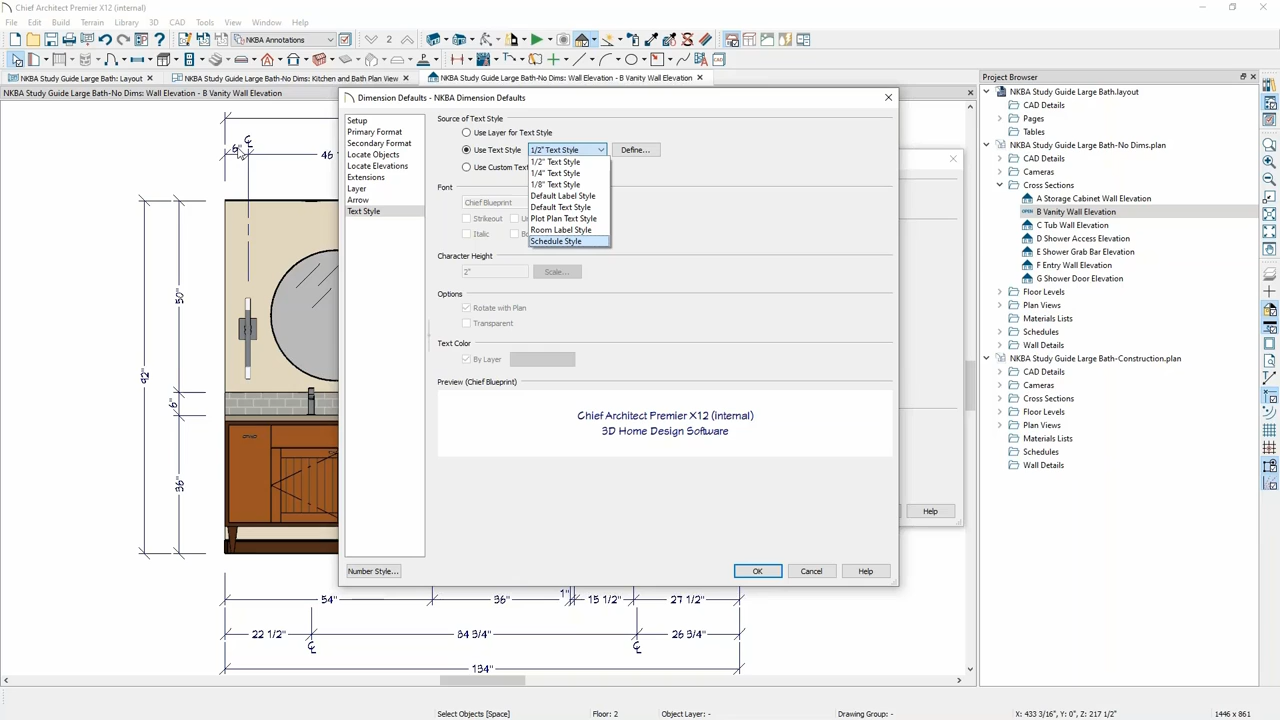 Chief Architect Premier X12 (internal)
File Edit Build Terrain Library 3D CAD Tools View Window Help
NKBA Annotations 2
NKBA Study Guide Large Bath: Layout
NKBA Study Guide Large Bath-No Dims: Kitchen and Bath Plan View
NKBA Study Guide Large Bath-No Dims: Wall Elevation - B Vanity Wall Elevation
NKBA Study Guide Large Bath-No Dims: Wall Elevation - B Vanity Wall Elevation
6"
46
50"
92"
6"
36"
54" 36" 1" 15 1/2" 27 1/2"
22 1/2" 84 3/4" 26 3/4"
134"
Dimension Defaults - NKBA Dimension Defaults
Setup
Primary Format
Secondary Format
Locate Objects
Locate Elevations
Extensions
Layer
Arrow
Text Style
Source of Text Style
Use Layer for Text Style
Use Text Style 1/2" Text Style Define...
Use Custom Text
1/2" Text Style
1/4" Text Style
1/8" Text Style
Default Label Style
Default Text Style
Plot Plan Text Style
Room Label Style
Schedule Style
Font
Chief Blueprint
Strikeout
Italic
Character Height
2" Scale...
Options
Rotate with Plan
Transparent
Text Color
By Layer
Preview (Chief Blueprint)
Chief Architect Premier X12 (internal)
3D Home Design Software
Number Style... OK Cancel Help
Help
Project Browser
NKBA Study Guide Large Bath.layout
CAD Details
Pages
Tables
NKBA Study Guide Large Bath-No Dims.plan
CAD Details
Cameras
Cross Sections
A Storage Cabinet Wall Elevation
OPEN B Vanity Wall Elevation
C Tub Wall Elevation
D Shower Access Elevation
E Shower Grab Bar Elevation
F Entry Wall Elevation
G Shower Door Elevation
Floor Levels
Plan Views
Materials Lists
Schedules
Wall Details
NKBA Study Guide Large Bath-Construction.plan
CAD Details
Cameras
Cross Sections
Floor Levels
Plan Views
Materials Lists
Schedules
Wall Details
Select Objects [Space] Floor: 2 Object Layer: - Drawing Group: - X: 433 3/16", Y: 0", Z: 217 1/2" 1446 x 861